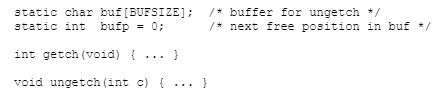 static char buf[BUFSIZE];  /* buffer for ungetch */
static int  bufp = 0;      /* next free position in buf */
int getch(void) { ... }
void ungetch(int c) { ... }